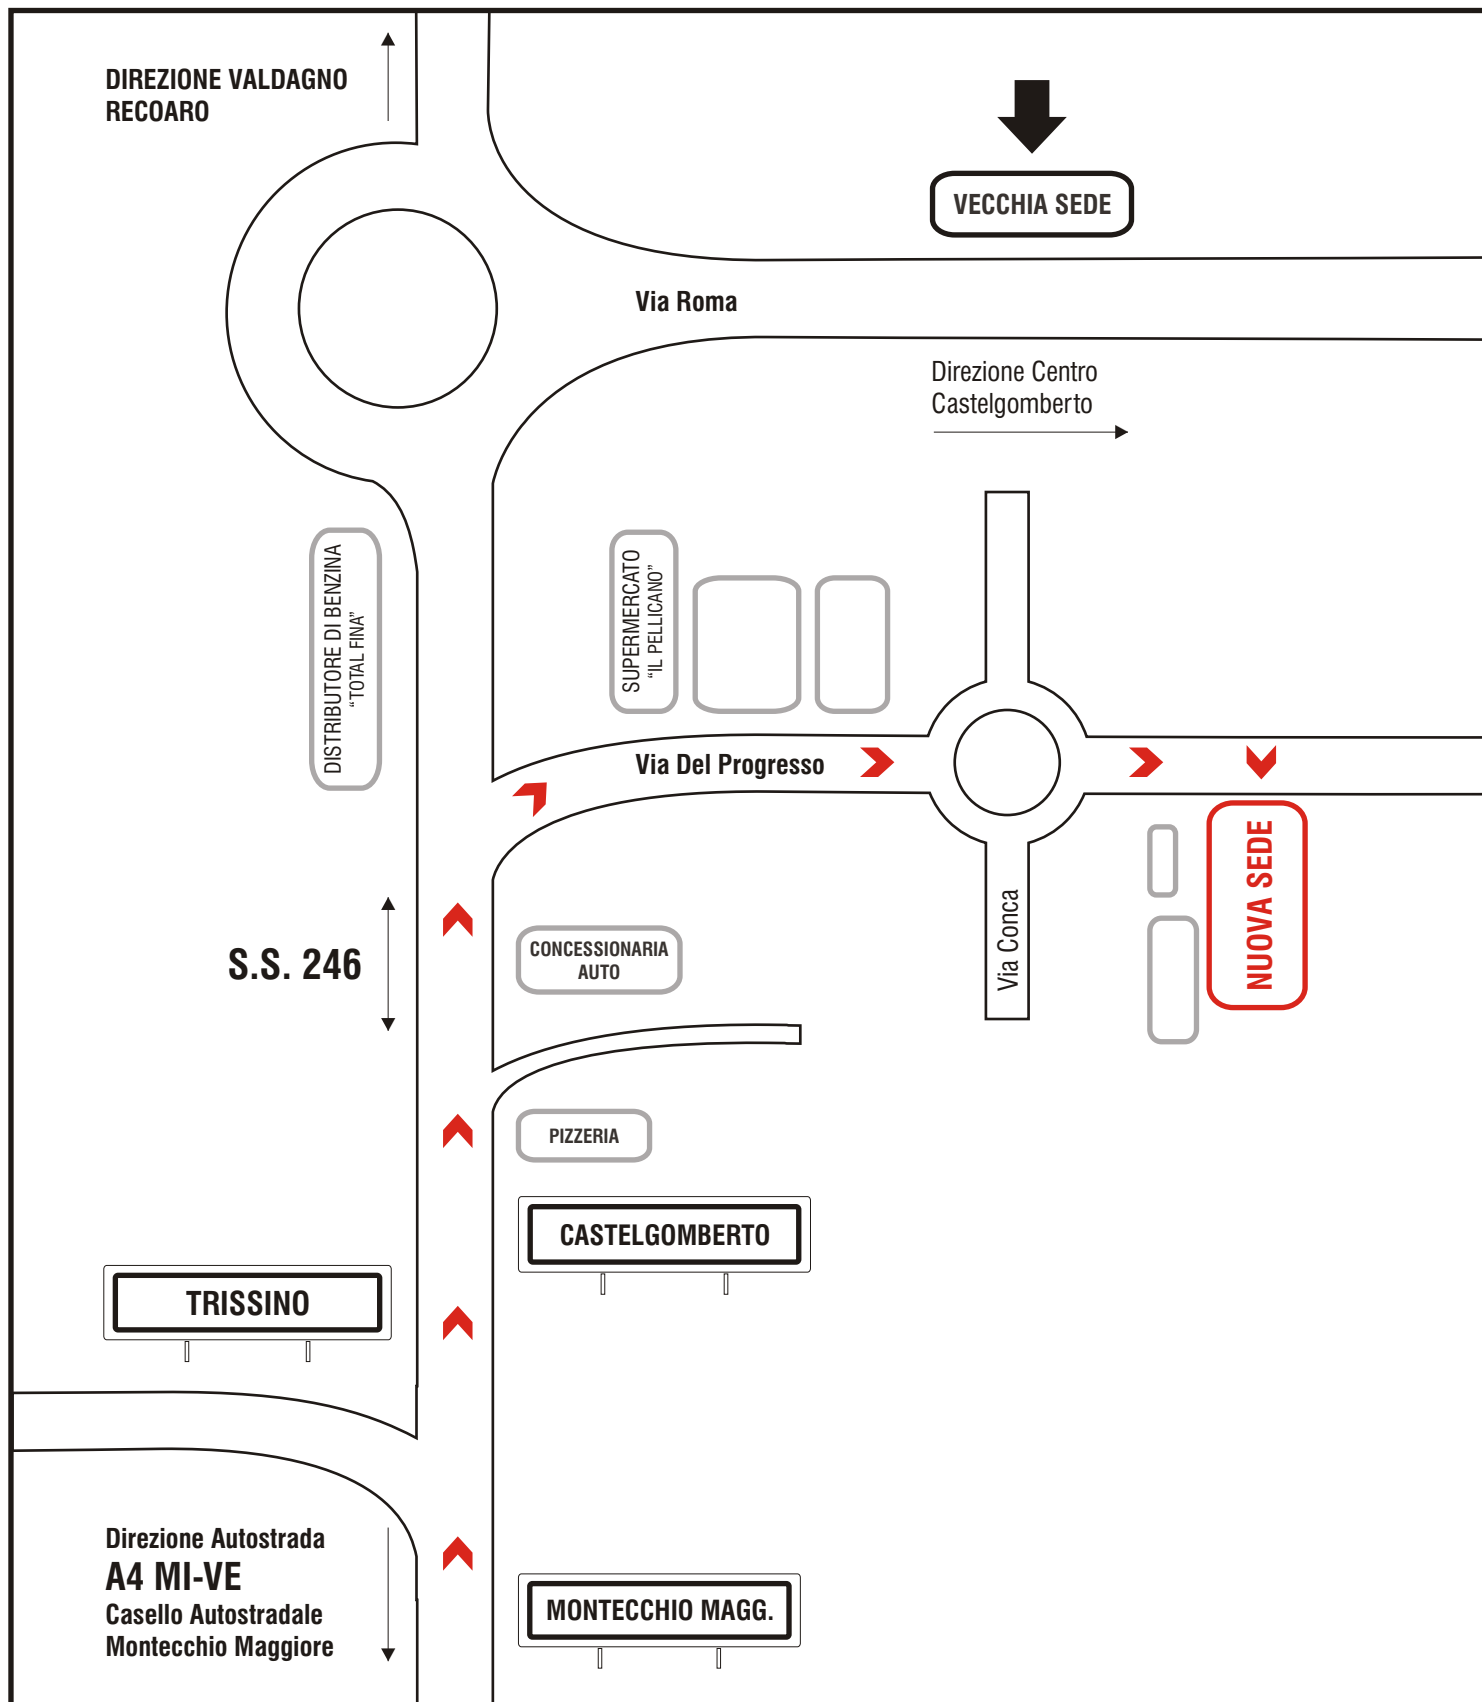 DIREZIONE VALDAGNO
RECOARO
VECCHIA SEDE
Via Roma
Direzione Centro
Castelgomberto
DISTRIBUTORE DI BENZINA
“TOTAL FINA”
SUPERMERCATO
“IL PELLICANO”
Via Del Progresso
NUOVA SEDE
Via Conca
S.S. 246
CONCESSIONARIA
AUTO
PIZZERIA
CASTELGOMBERTO
TRISSINO
Direzione Autostrada
A4 MI-VE
Casello Autostradale
Montecchio Maggiore
MONTECCHIO MAGG.